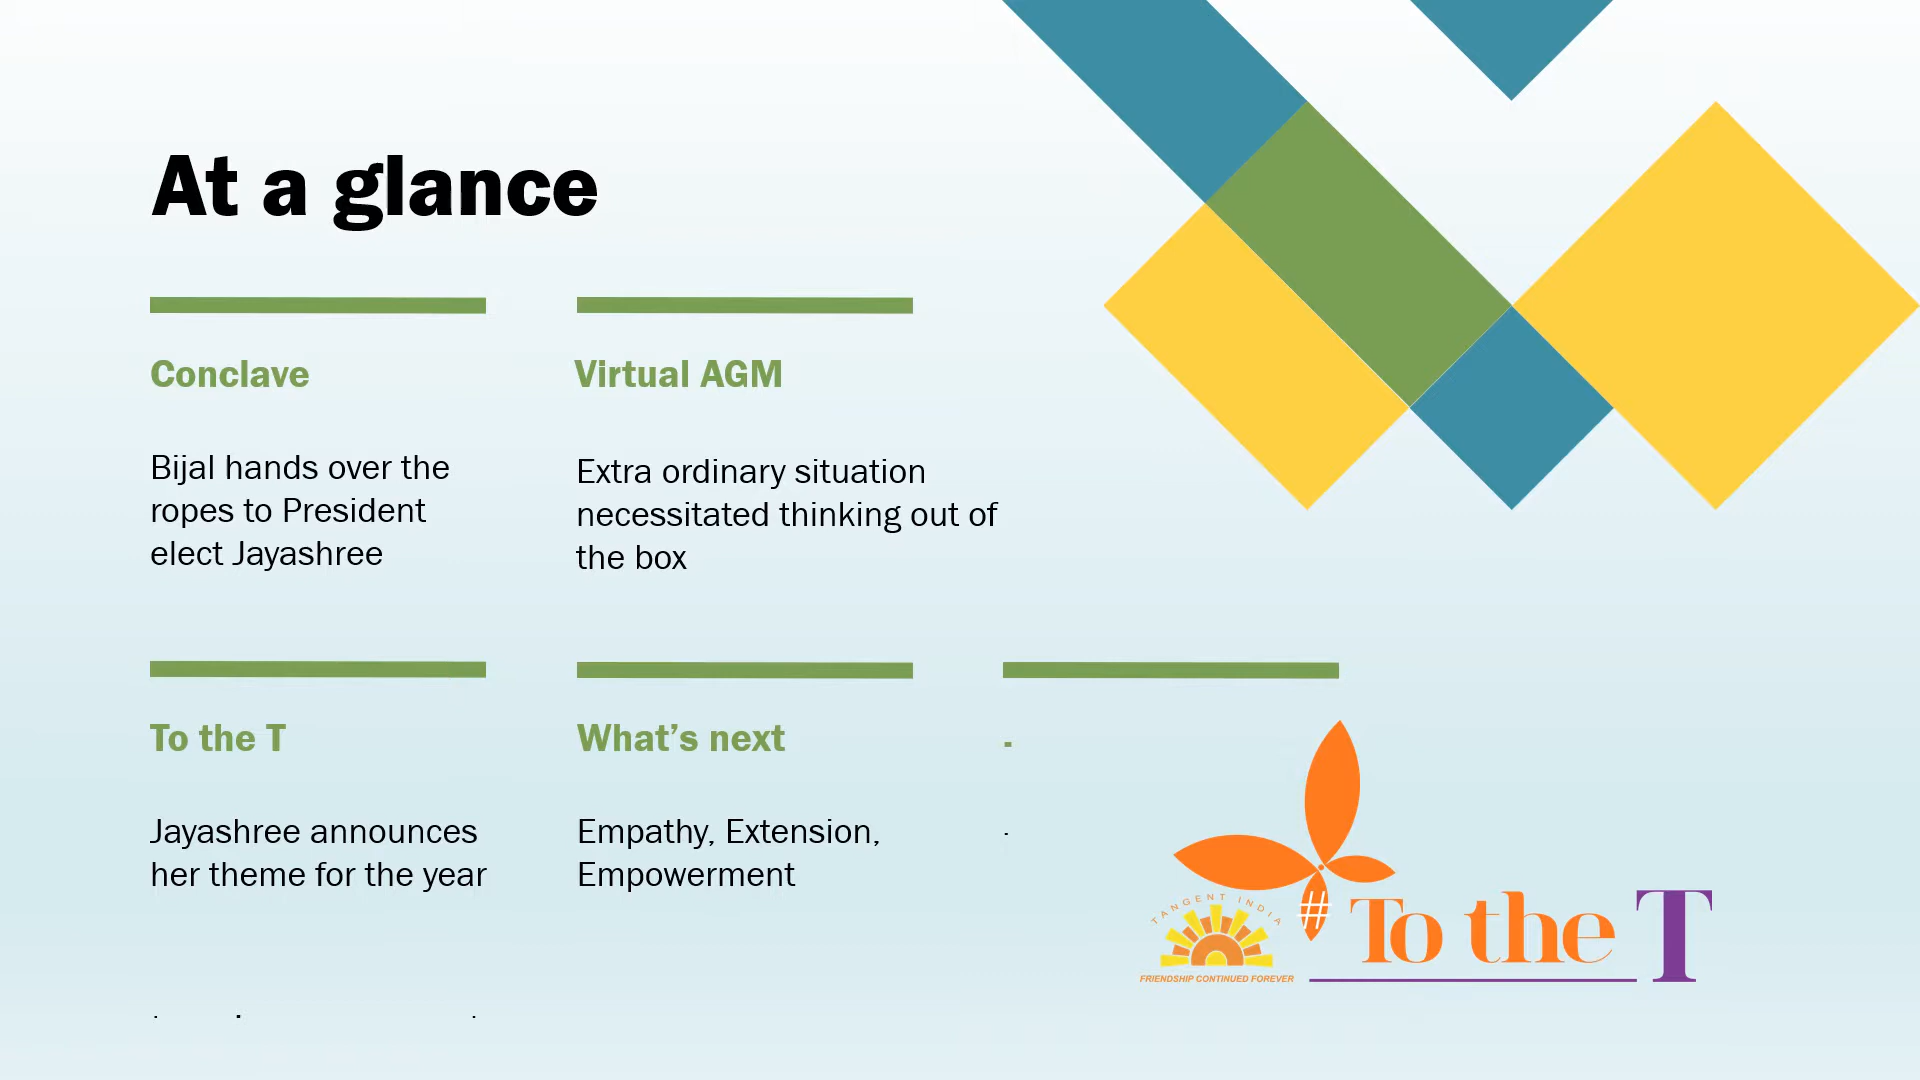 At a glance
Conclave
Bijal hands over the
ropes to President
elect Jayashree
Virtual AGM
Extra ordinary situation
necessitated thinking out of
the box
To the T
Jayashree announces
her theme for the year
What’s next
Empathy, Extension,
Empowerment
-
.
TANGENT INDIA
FRIENDSHIP CONTINUED FOREVER
# To the T